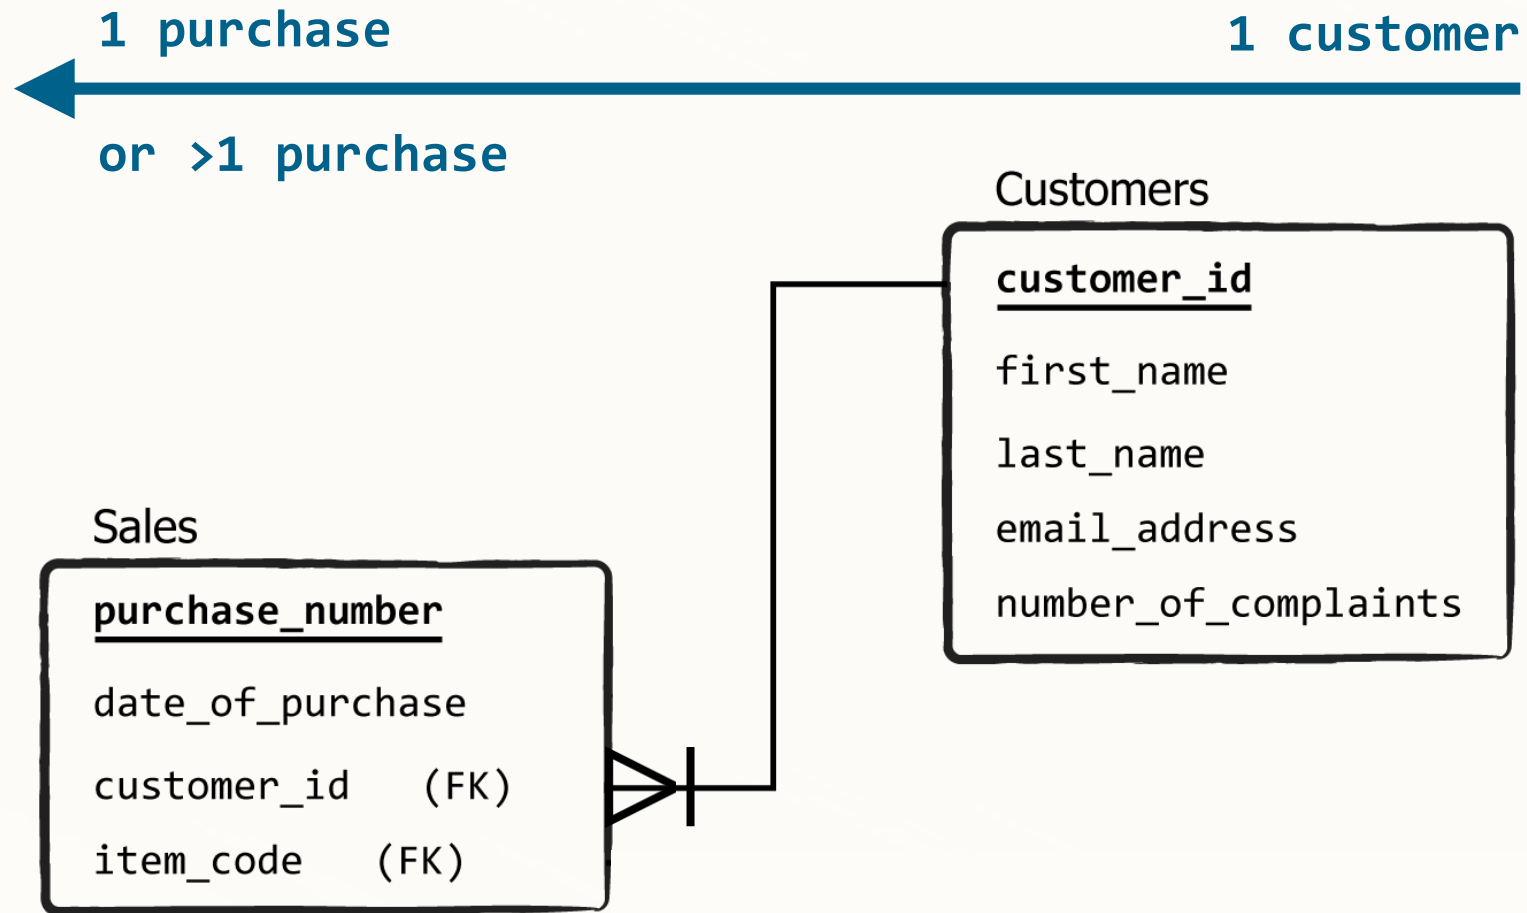 1 purchase
1 customer
or >1 purchase
Customers
customer_id
first_name
last_name
email_address
number_of_complaints
Sales
purchase_number
date_of_purchase
customer_id (FK)
item_code (FK)